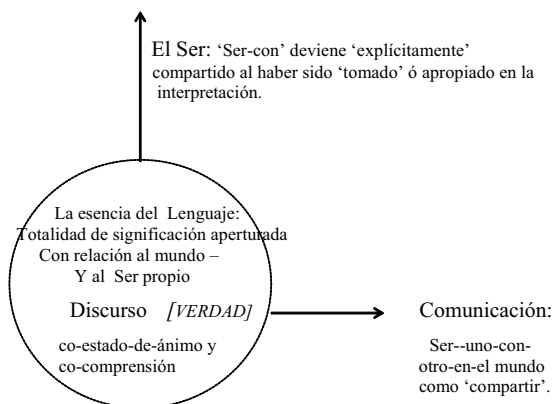 El Ser: ‘Ser-con’ deviene ‘explícitamente’
compartido al haber sido ‘tomado’ ó apropiado en la
interpretación.
La esencia del Lenguaje:
Totalidad de significación aperturada
Con relación al mundo –
Y al Ser propio
Discurso [VERDAD]
co-estado-de-ánimo y
co-comprensión
Comunicación:
Ser--uno-con-
otro-en-el mundo
como ‘compartir’.